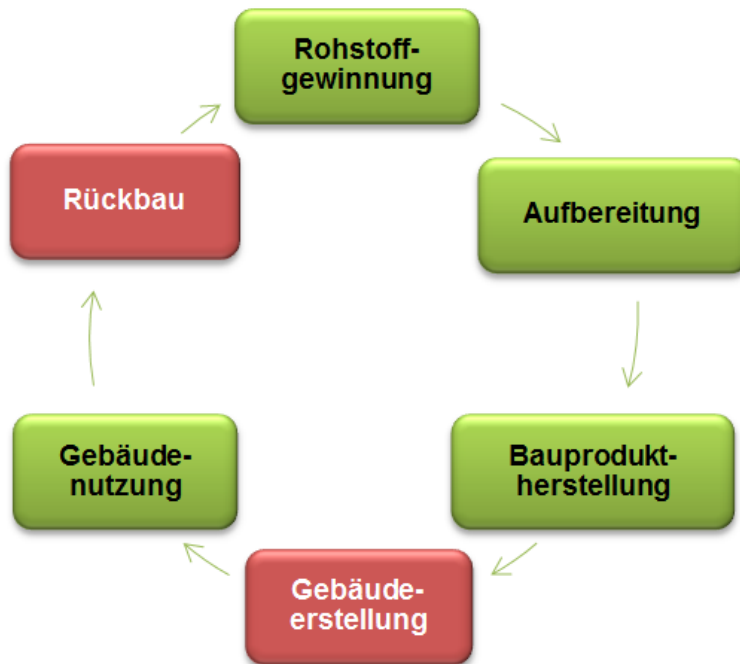 Rohstoff-
gewinnung
Aufbereitung
Bauprodukt-
herstellung
Gebäude-
erstellung
Gebäude-
nutzung
Rückbau